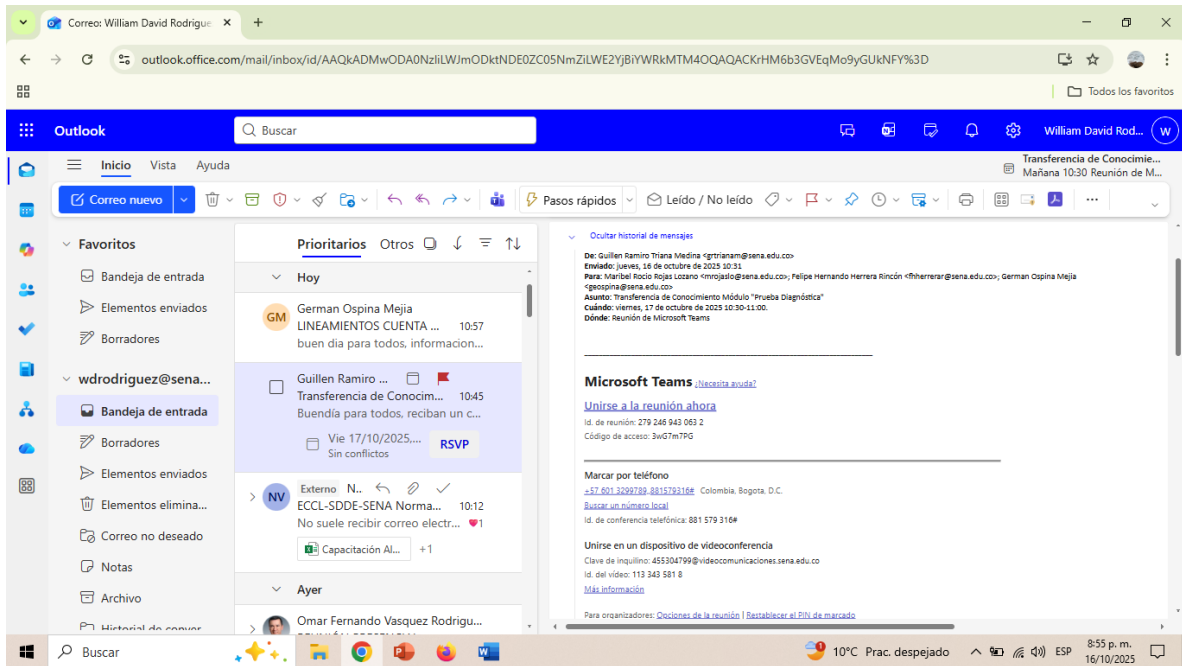 Correo: William David Rodrigue
outlook.office.com/mail/inbox/id/AAQkADMwODA0NzliLWJmODktNDE0ZC05NmZiLWE2YjBiYWRkMTM4OQAQACKrHM6b3GVEqMo9yGUkNFY%3D
Todos los favoritos
Outlook
Buscar
William David Rod...
W
Inicio Vista Ayuda
Transferencia de Conocimie...
Mañana 10:30 Reunión de M...
Correo nuevo
Pasos rápidos
Leído / No leído
Favoritos
Bandeja de entrada
Elementos enviados
Borradores
wdrodriguez@sena...
Bandeja de entrada
Borradores
Elementos enviados
Elementos elimina...
Correo no deseado
Notas
Archivo
Historial de conver
Prioritarios Otros
Hoy
GM
German Ospina Mejia
LINEAMIENTOS CUENTA ... 10:57
buen dia para todos, informacion...
Guillen Ramiro ...
Transferencia de Conocim... 10:45
Buendía para todos, reciban un c...
Vie 17/10/2025,... RSVP
Sin conflictos
NV
Externo N..
ECCL-SDDE-SENA Norma... 10:12
No suele recibir correo electr... 1
Capacitación Al... +1
Ayer
Omar Fernando Vasquez Rodrigu...
Ocultar historial de mensajes
De: Guillen Ramiro Triana Medina <grtrianam@sena.edu.co>
Enviado: jueves, 16 de octubre de 2025 10:31
Para: Maribel Rocio Rojas Lozano <mrojaslo@sena.edu.co>; Felipe Hernando Herrera Rincón <fhherrerar@sena.edu.co>; German Ospina Mejia
<geospina@sena.edu.co>
Asunto: Transferencia de Conocimiento Módulo "Prueba Diagnóstica"
Cuándo: viernes, 17 de octubre de 2025 10:30-11:00.
Dónde: Reunión de Microsoft Teams
Microsoft Teams ¿Necesita ayuda?
Unirse a la reunión ahora
Id. de reunión: 279 246 943 063 2
Código de acceso: 3wG7m7PG
Marcar por teléfono
+57 601 3299789,,881579316# Colombia, Bogota, D.C.
Buscar un número local
Id. de conferencia telefónica: 881 579 316#
Unirse en un dispositivo de videoconferencia
Clave de inquilino: 455304799@videocomunicaciones.sena.edu.co
Id. del vídeo: 113 343 581 8
Más información
Para organizadores: Opciones de la reunión | Restablecer el PIN de marcado
Buscar
10°C Prac. despejado
ESP
8:55 p. m.
16/10/2025